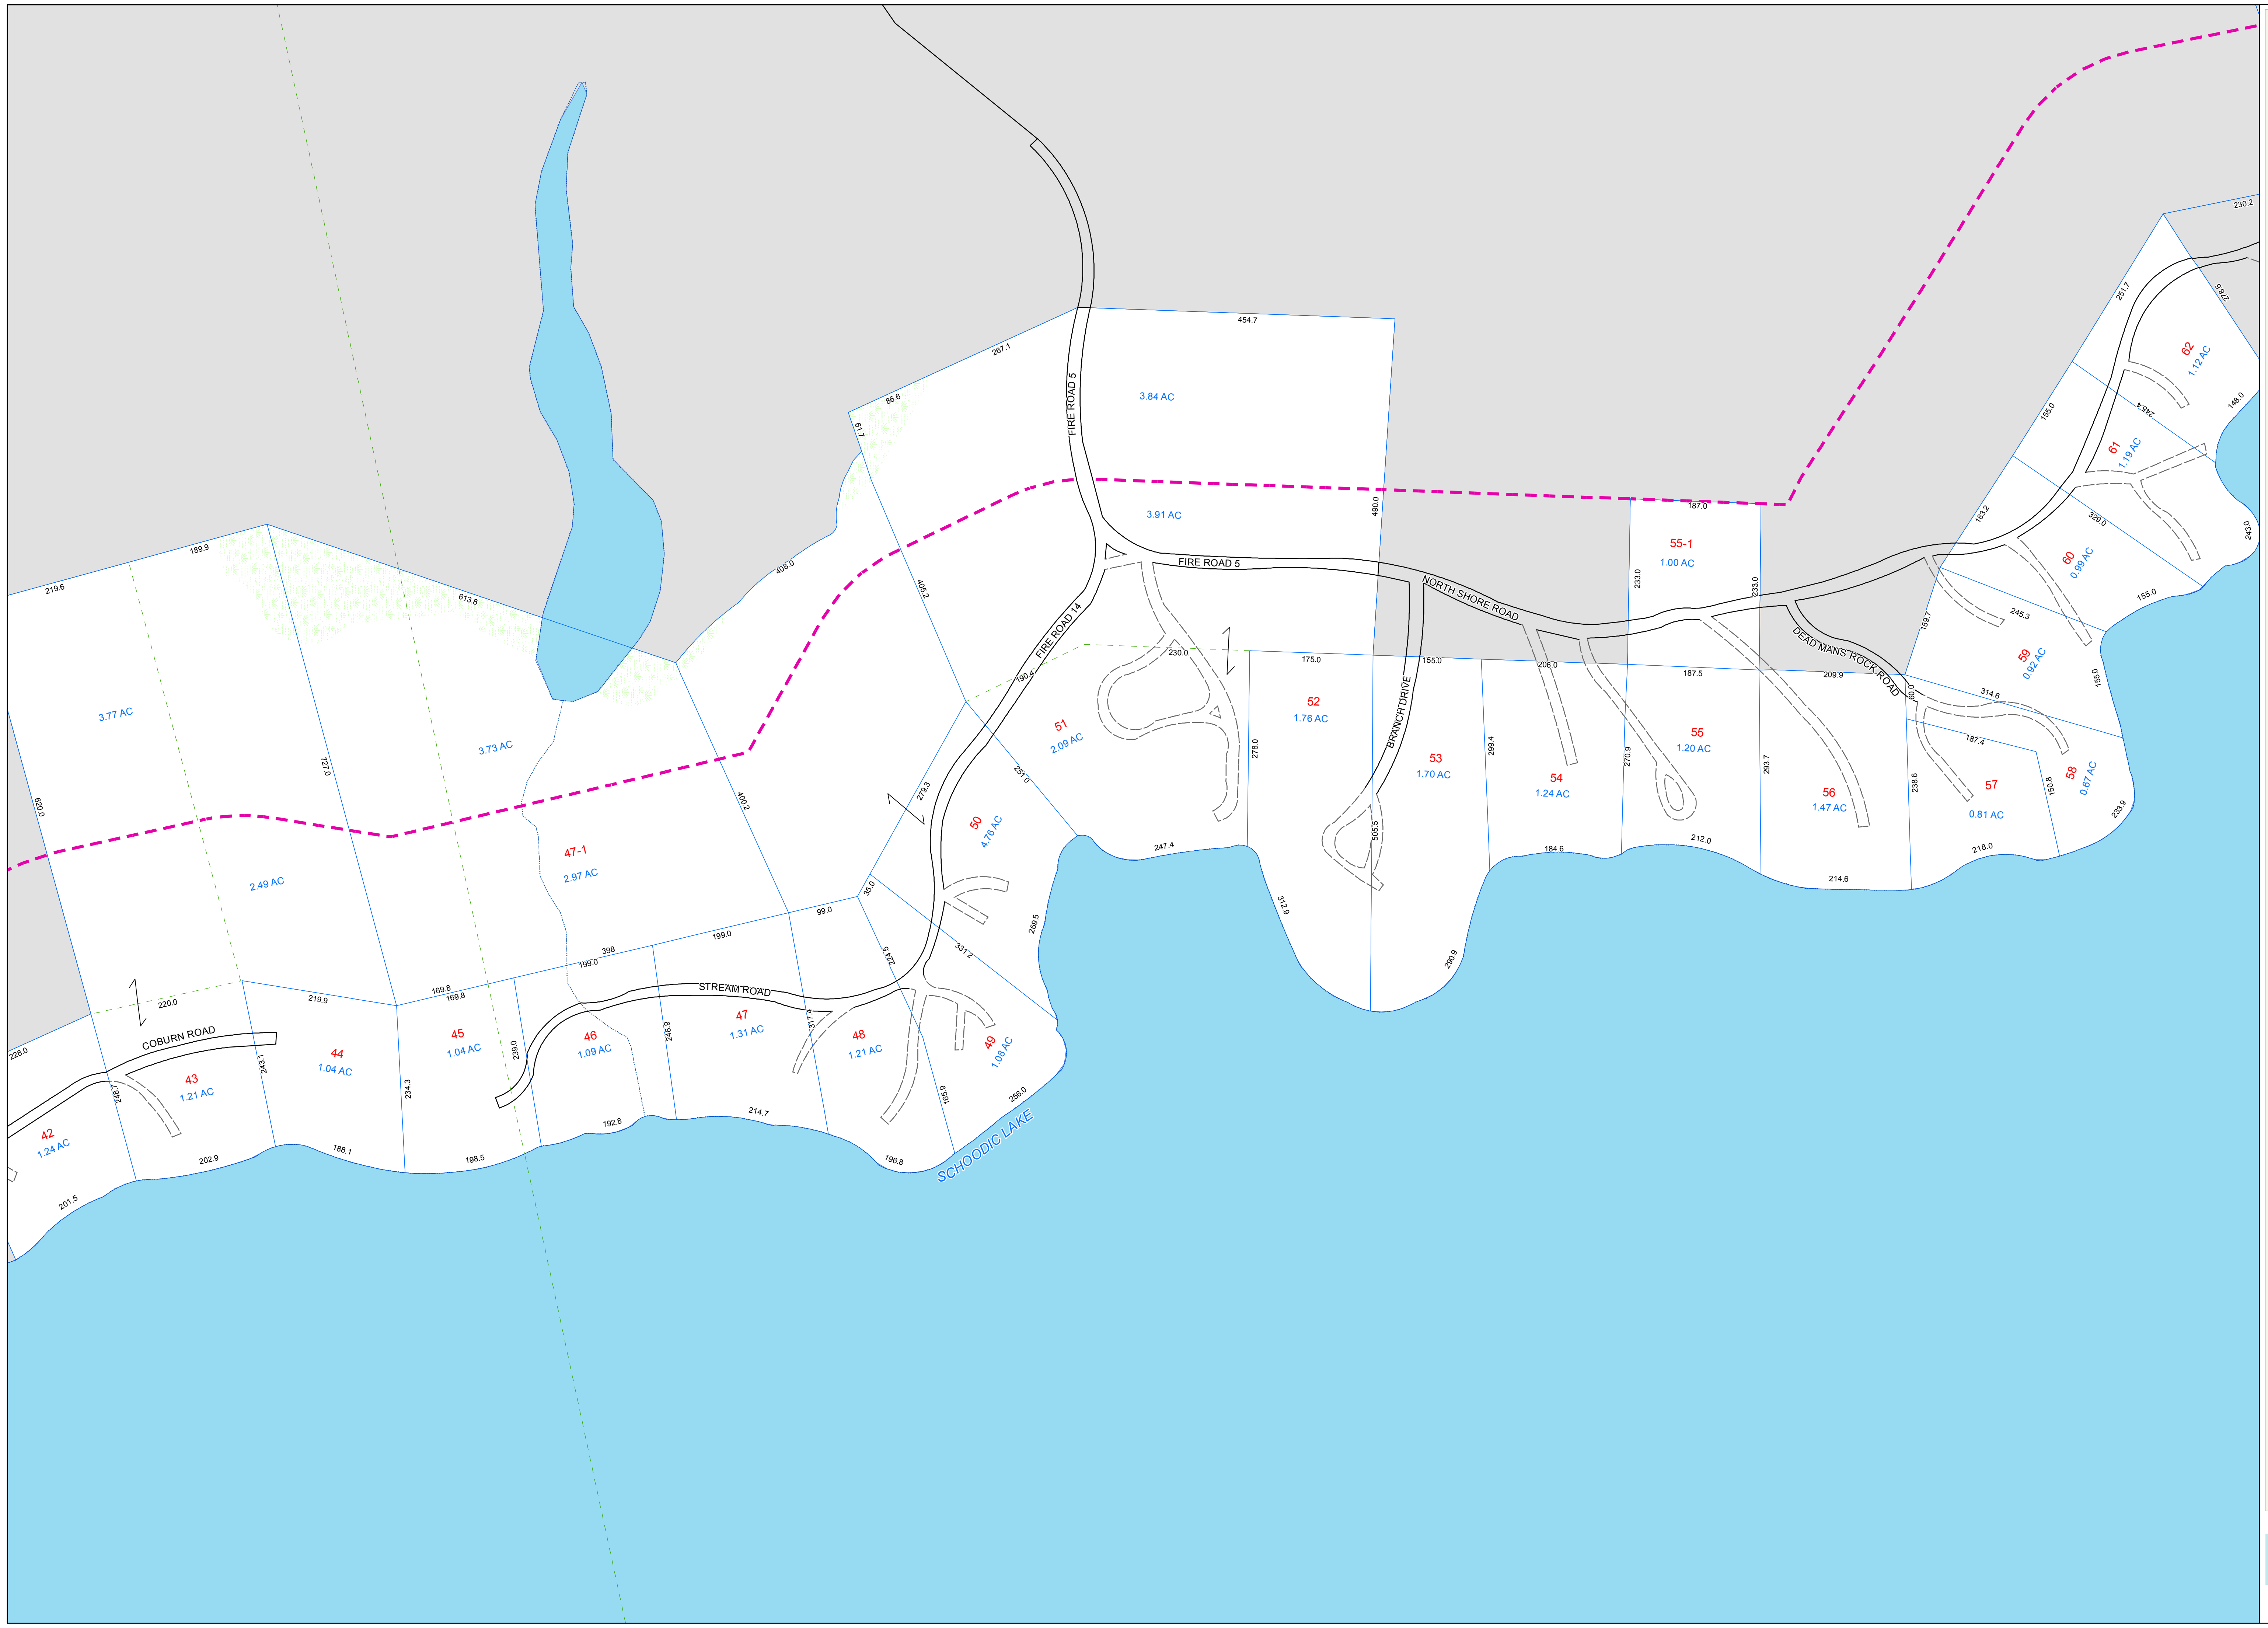 230.2
278.6
251.7
62
1.12 AC
148.0
454.7
267.1
86.6
61.7
FIRE ROAD 5
3.84 AC
155.0
245.4
61
1.19 AC
490.0
3.91 AC
187.0
183.2
329.0
243.0
189.9
219.6
613.8
408.0
405.2
FIRE ROAD 5
NORTH SHORE ROAD
55-1
1.00 AC
233.0
233.0
60
0.99 AC
155.0
FIRE ROAD 14
245.3
159.7
DEAD MANS ROCK ROAD
59
0.92 AC
155.0
230.0
175.0
155.0
206.0
187.5
209.9
190.4
60.0
314.6
3.77 AC
3.73 AC
727.0
51
2.09 AC
52
1.76 AC
BRANCH DRIVE
278.0
251.0
53
1.70 AC
299.4
54
1.24 AC
270.9
55
1.20 AC
293.7
56
1.47 AC
238.6
187.4
57
0.81 AC
150.8
58
0.67 AC
233.9
620.0
400.2
279.3
50
4.76 AC
505.5
247.4
184.6
212.0
214.6
218.0
47-1
2.97 AC
2.49 AC
35.0
99.0
312.9
290.9
269.5
331.2
224.5
199.0
398
199.0
169.8
169.8
219.9
220.0
STREAM ROAD
COBURN ROAD
228.0
43
1.21 AC
248.7
243.1
44
1.04 AC
234.3
45
1.04 AC
239.0
46
1.09 AC
246.9
47
1.31 AC
317.4
48
1.21 AC
165.9
49
1.08 AC
256.0
42
1.24 AC
201.5
202.9
188.1
198.5
192.8
214.7
196.8
SCHOODIC LAKE